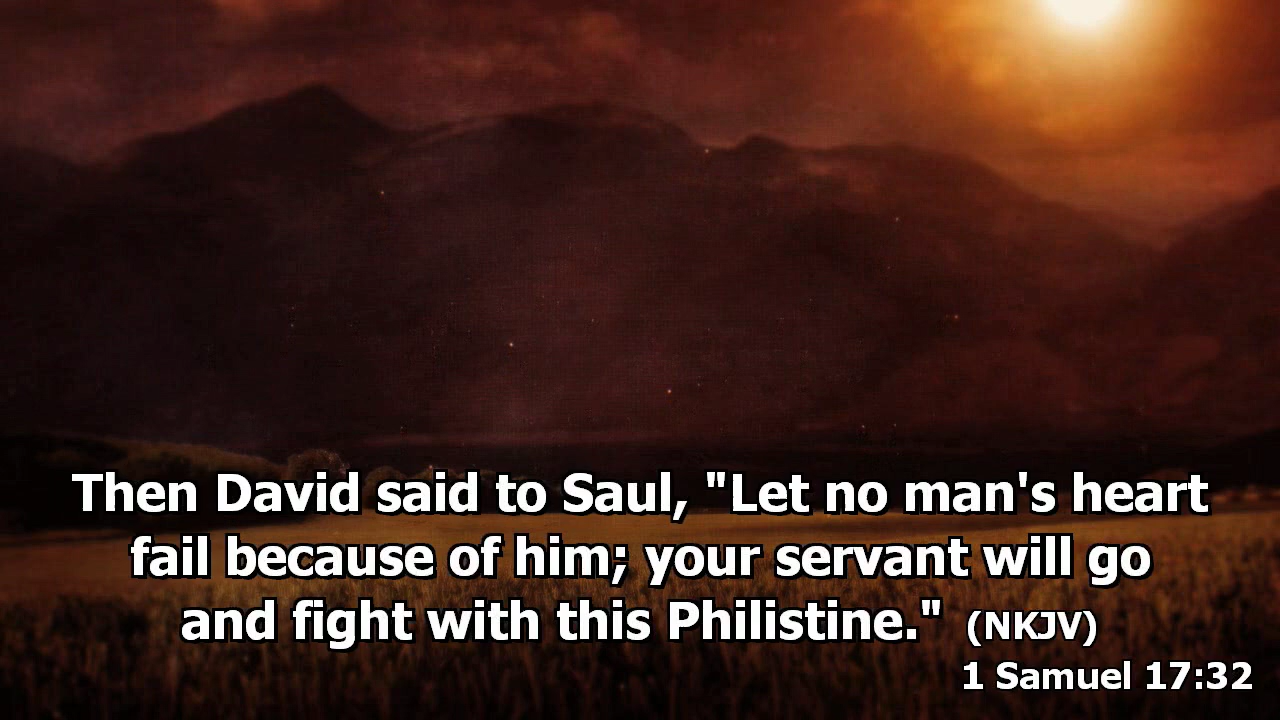 Then David said to Saul, "Let no man's heart
fail because of him; your servant will go
and fight with this Philistine." (NKJV)
1 Samuel 17:32